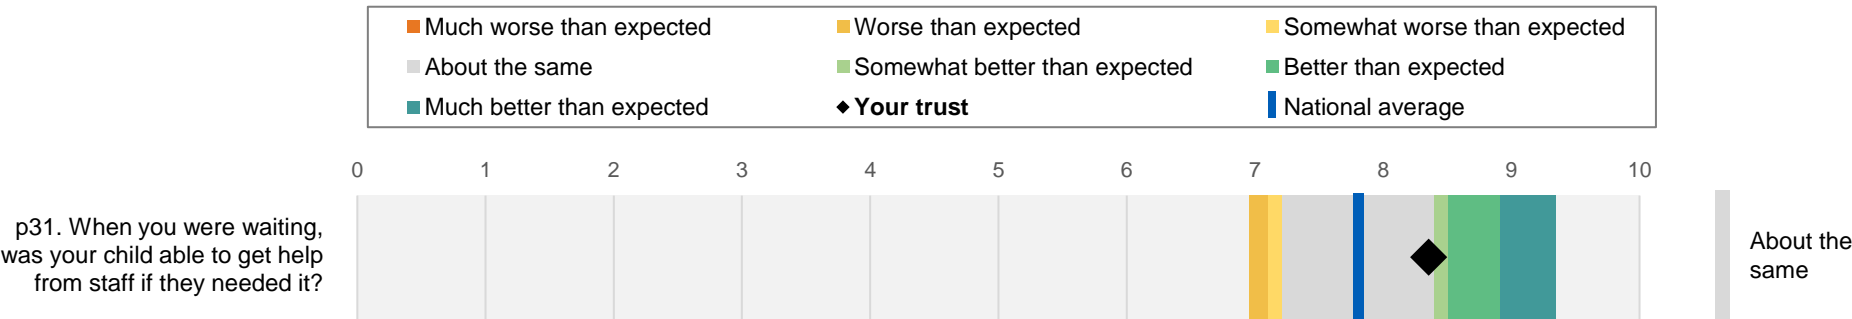 Much worse than expected
Worse than expected
Somewhat worse than expected
About the same
Somewhat better than expected
Better than expected
Much better than expected
Your trust
National average
0 1 2 3 4 5 6 7 8 9 10
p31. When you were waiting,
was your child able to get help
from staff if they needed it?
About the
same